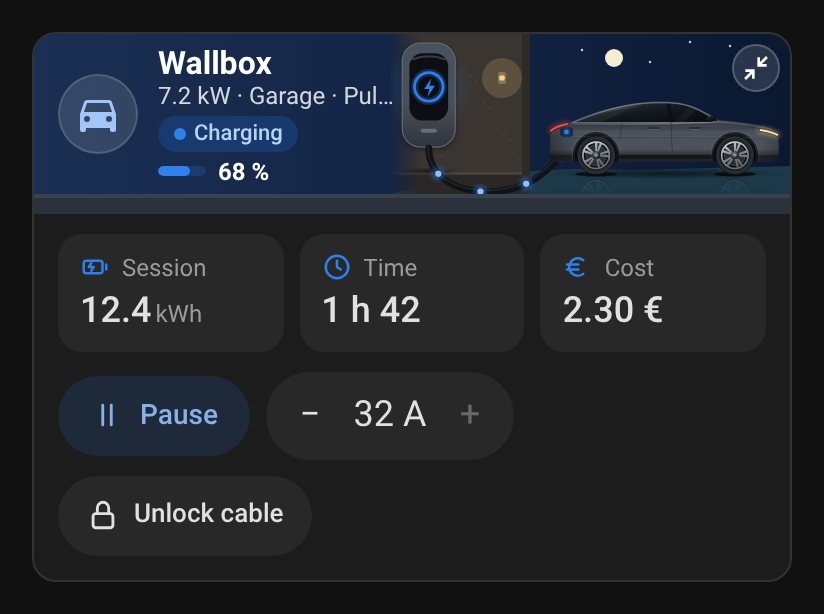 Wallbox
7.2 kW · Garage · Pul...
Charging
68 %
Session
12.4 kWh
Time
1 h 42
Cost
2.30 €
Pause
− 32 A +
Unlock cable